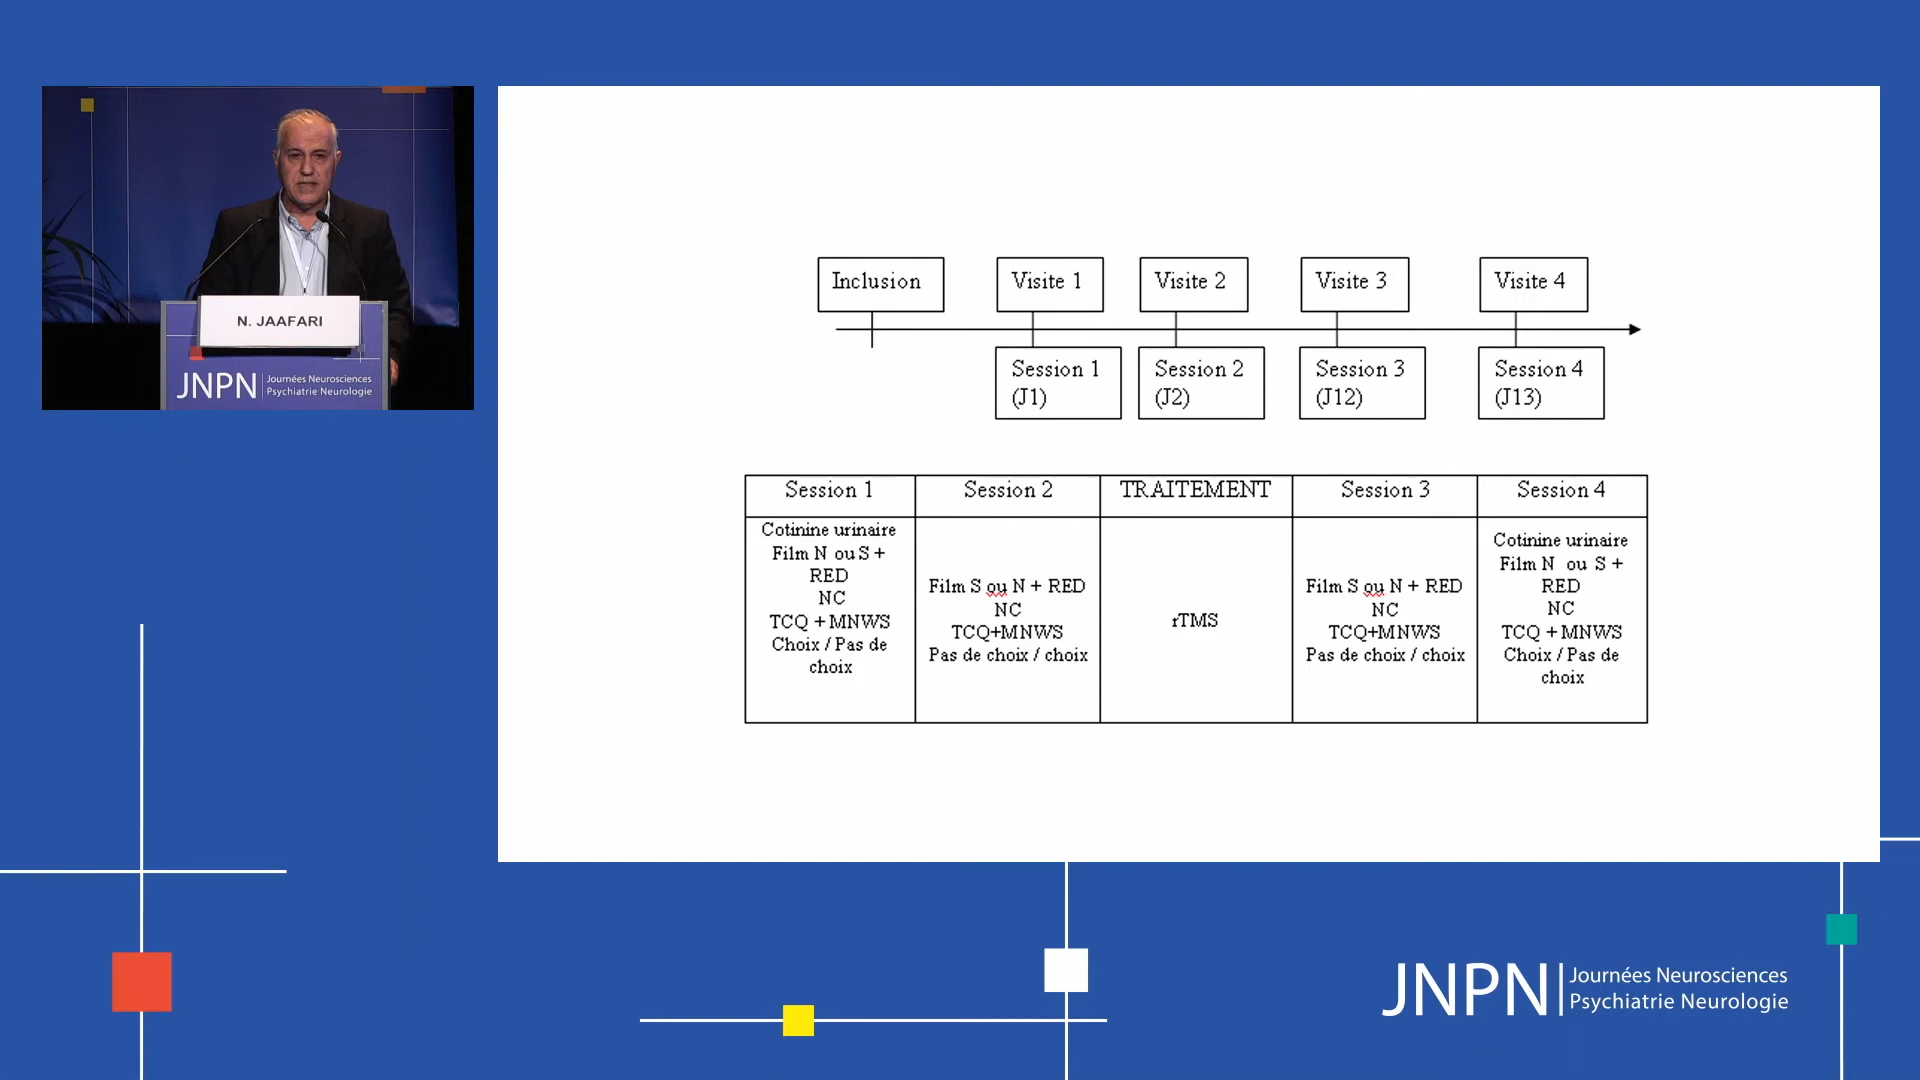 N. JAAFARI
JNPN
Journées Neurosciences
Psychiatrie Neurologie
Inclusion
Visite 1
Visite 2
Visite 3
Visite 4
Session 1
(J1)
Session 2
(J2)
Session 3
(J12)
Session 4
(J13)
Session 1
Session 2
TRAITEMENT
Session 3
Session 4
Cotinine urinaire
Film N ou S +
RED
NC
TCQ + MNWS
Choix / Pas de
choix
Film S ou N + RED
NC
TCQ+MNWS
Pas de choix / choix
rTMS
Film S ou N + RED
NC
TCQ+MNWS
Pas de choix / choix
Cotinine urinaire
Film N ou S +
RED
NC
TCQ + MNWS
Choix / Pas de
choix
JNPN
Journées Neurosciences
Psychiatrie Neurologie